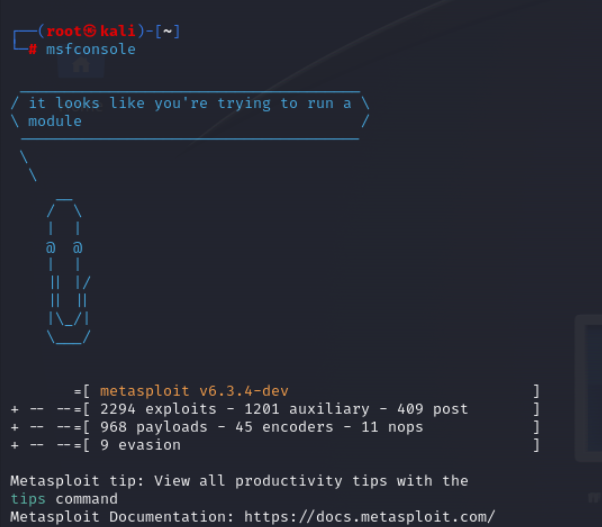 ┌──(root㉿kali)-[~]
└─# msfconsole
 ___________________________________
/ it looks like you're trying to run a \
\ module                               /
 -----------------------------------
 \
  \
     __
    /  \
    |  |
    @  @
    |  |
    || |/
    || ||
    |\_/|
    \___/
       =[ metasploit v6.3.4-dev                          ]
+ -- --=[ 2294 exploits - 1201 auxiliary - 409 post       ]
+ -- --=[ 968 payloads - 45 encoders - 11 nops            ]
+ -- --=[ 9 evasion                                       ]
Metasploit tip: View all productivity tips with the
tips command
Metasploit Documentation: https://docs.metasploit.com/